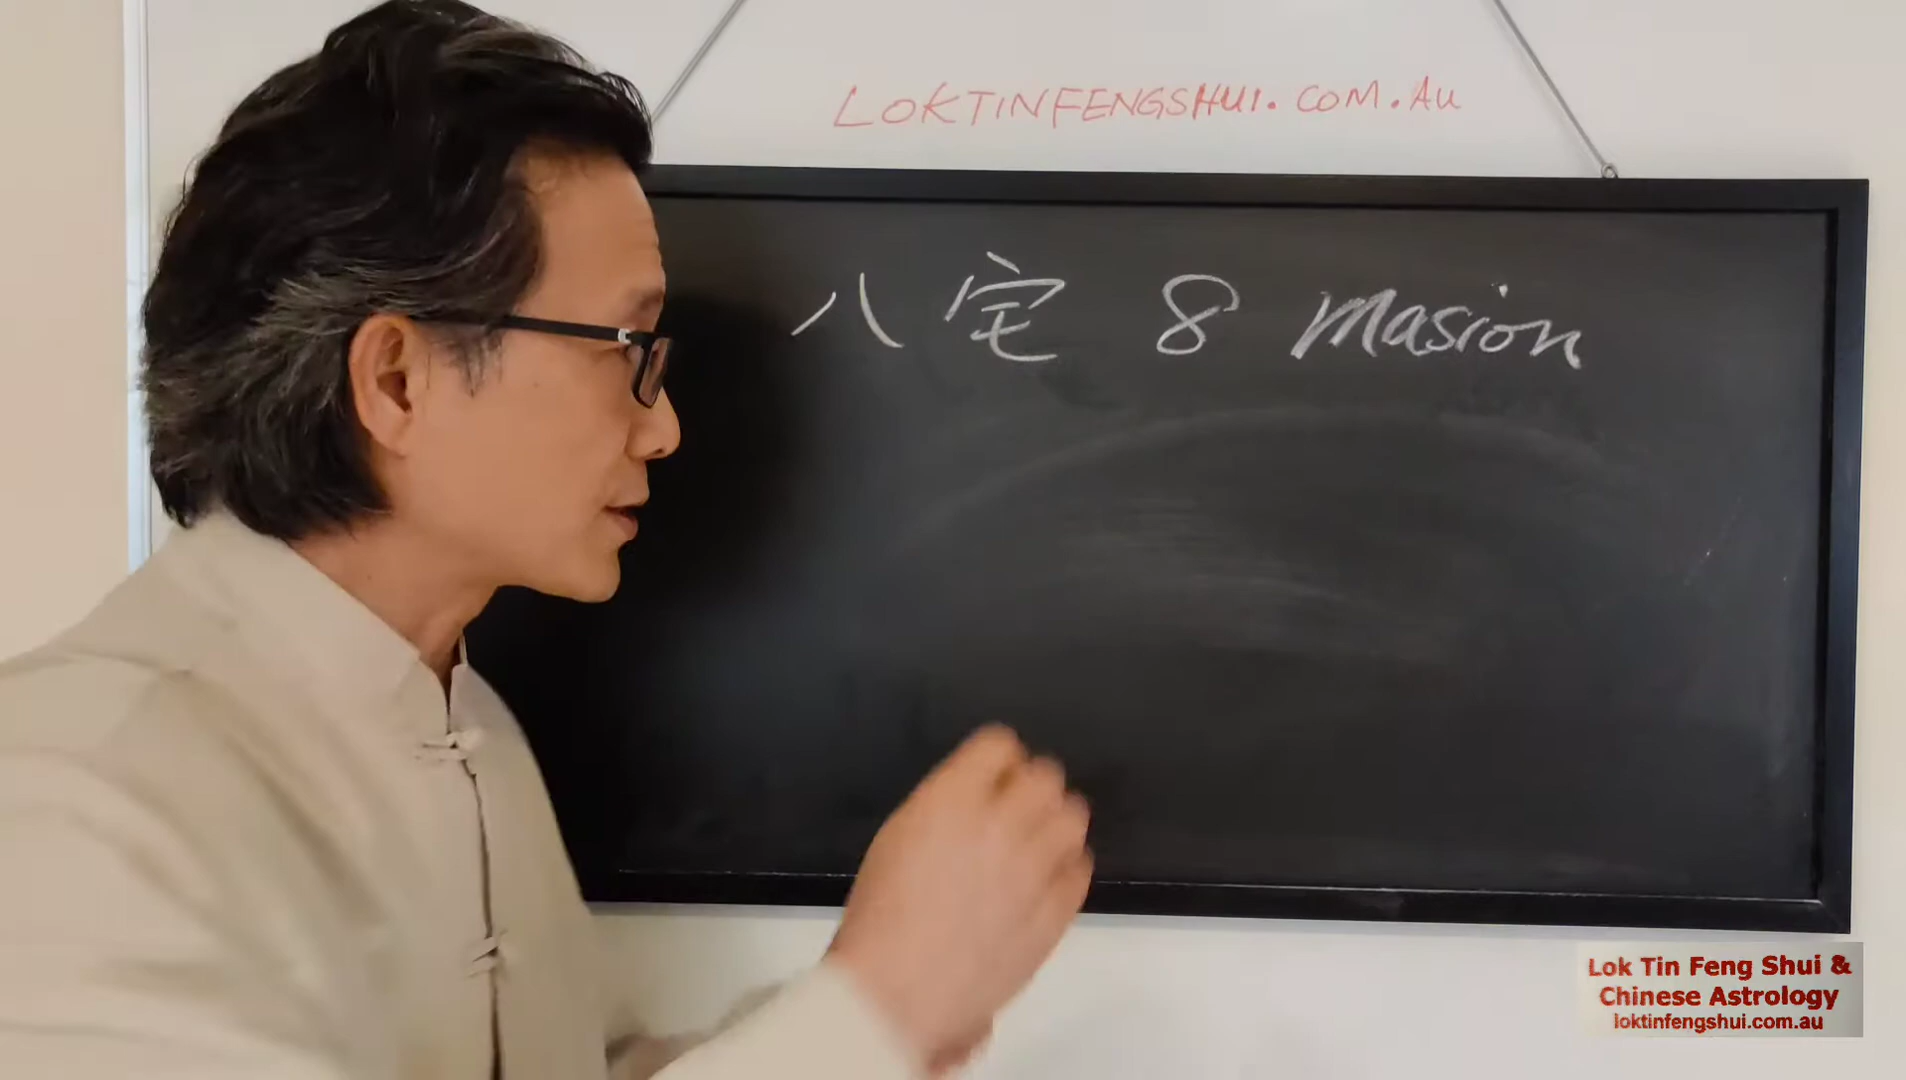 LOKTINFENGSHUI.COM.AU
八宅 8 Masion
Lok Tin Feng Shui &
Chinese Astrology
loktinfengshui.com.au